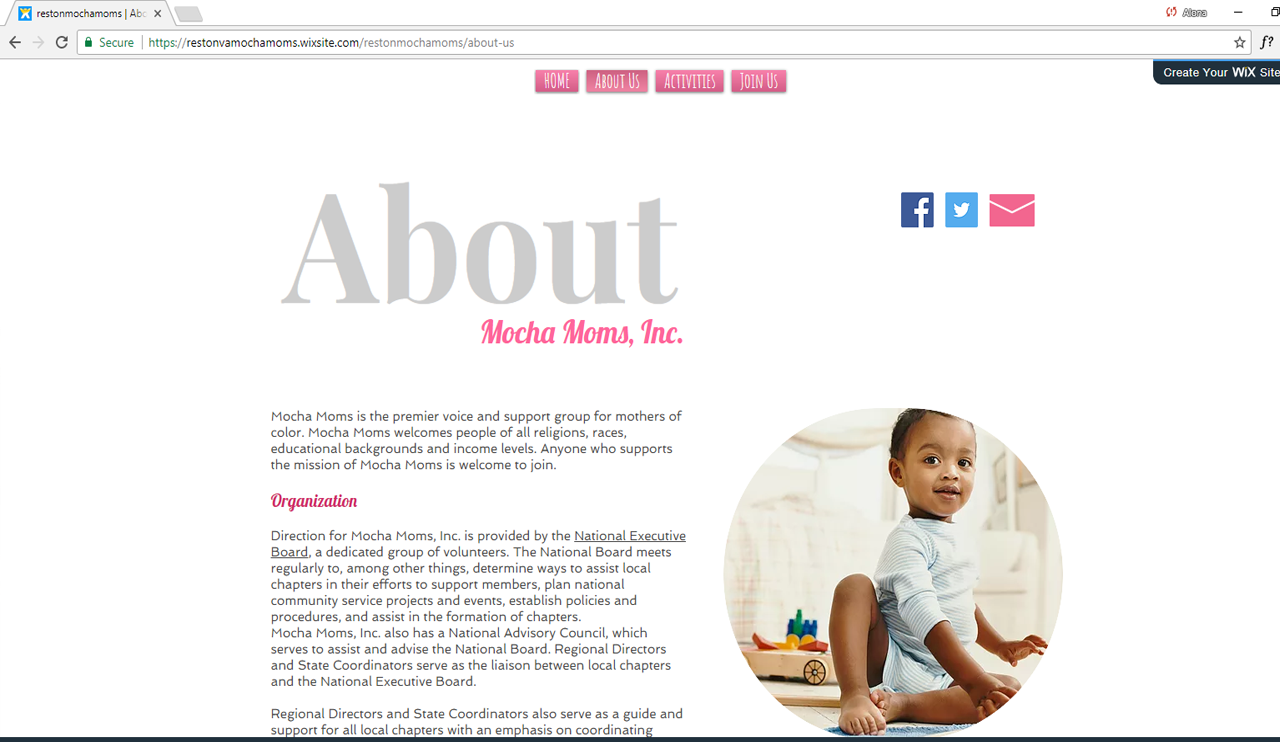 restonmochamoms | Abo
Alona
Secure
https://restonvamochamoms.wixsite.com/restonmochamoms/about-us
f?
HOME
About Us
Activities
Join Us
Create Your WiX Site
About
Mocha Moms, Inc.
Mocha Moms is the premier voice and support group for mothers of
color. Mocha Moms welcomes people of all religions, races,
educational backgrounds and income levels. Anyone who supports
the mission of Mocha Moms is welcome to join.
Organization
Direction for Mocha Moms, Inc. is provided by the National Executive
Board, a dedicated group of volunteers. The National Board meets
regularly to, among other things, determine ways to assist local
chapters in their efforts to support members, plan national
community service projects and events, establish policies and
procedures, and assist in the formation of chapters.
Mocha Moms, Inc. also has a National Advisory Council, which
serves to assist and advise the National Board. Regional Directors
and State Coordinators serve as the liaison between local chapters
and the National Executive Board.
Regional Directors and State Coordinators also serve as a guide and
support for all local chapters with an emphasis on coordinating